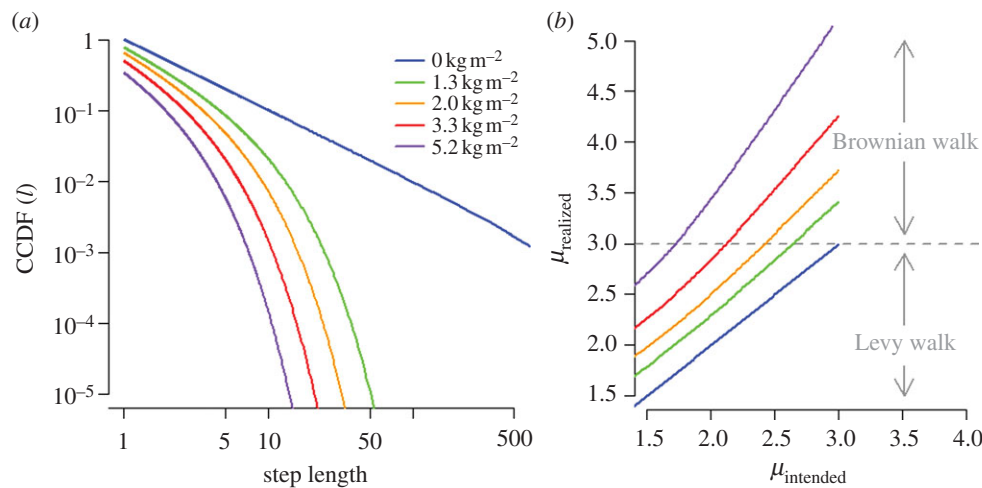 (a)
1
10⁻¹
10⁻²
10⁻³
10⁻⁴
10⁻⁵
CCDF (l)
0 kg m⁻²
1.3 kg m⁻²
2.0 kg m⁻²
3.3 kg m⁻²
5.2 kg m⁻²
1 5 10 50 500
step length
(b)
5.0
4.5
4.0
3.5
3.0
2.5
2.0
1.5
μrealized
Brownian walk
Levy walk
1.5 2.0 2.5 3.0 3.5 4.0
μintended